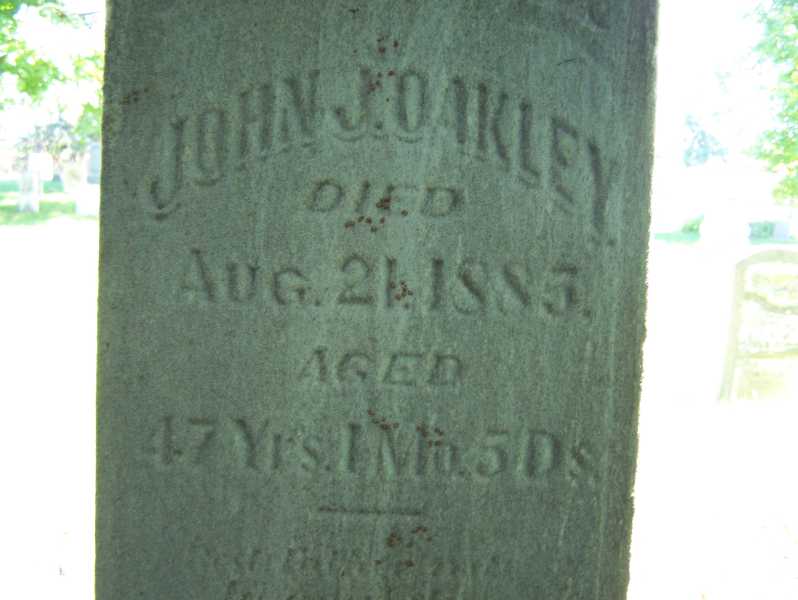 JOHN J. OAKLEY.
DIED
AUG. 21. 1885.
AGED
47 Yrs. 1 Mo. 5 Ds.